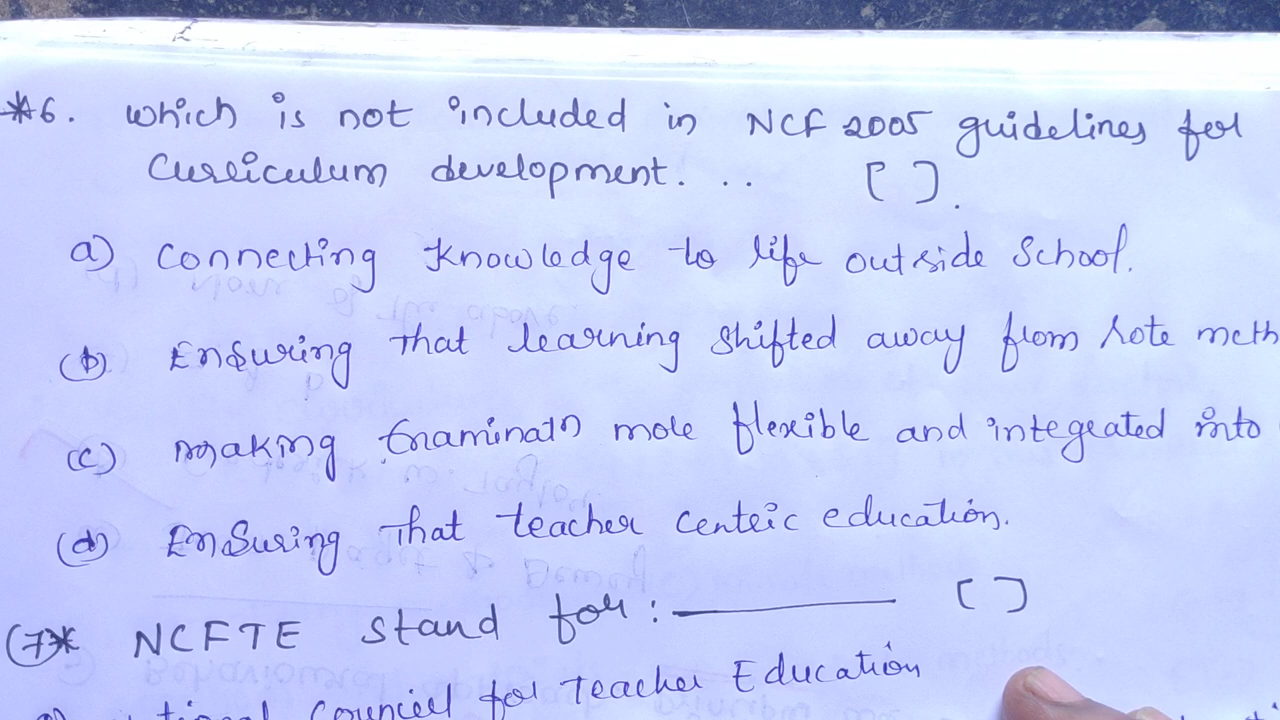 *6. Which is not included in NCF 2005 guidelines for
Curriculum development. .. [ ].
a) Connecting Knowledge to life outside School.
(b) Ensuring that learning shifted away from rote meth
(c) making Examinatn more flexible and integrated into
(d) Ensuring that teacher centric education.
(7)* NCFTE stand for : ______ [ ]
for Teacher Education